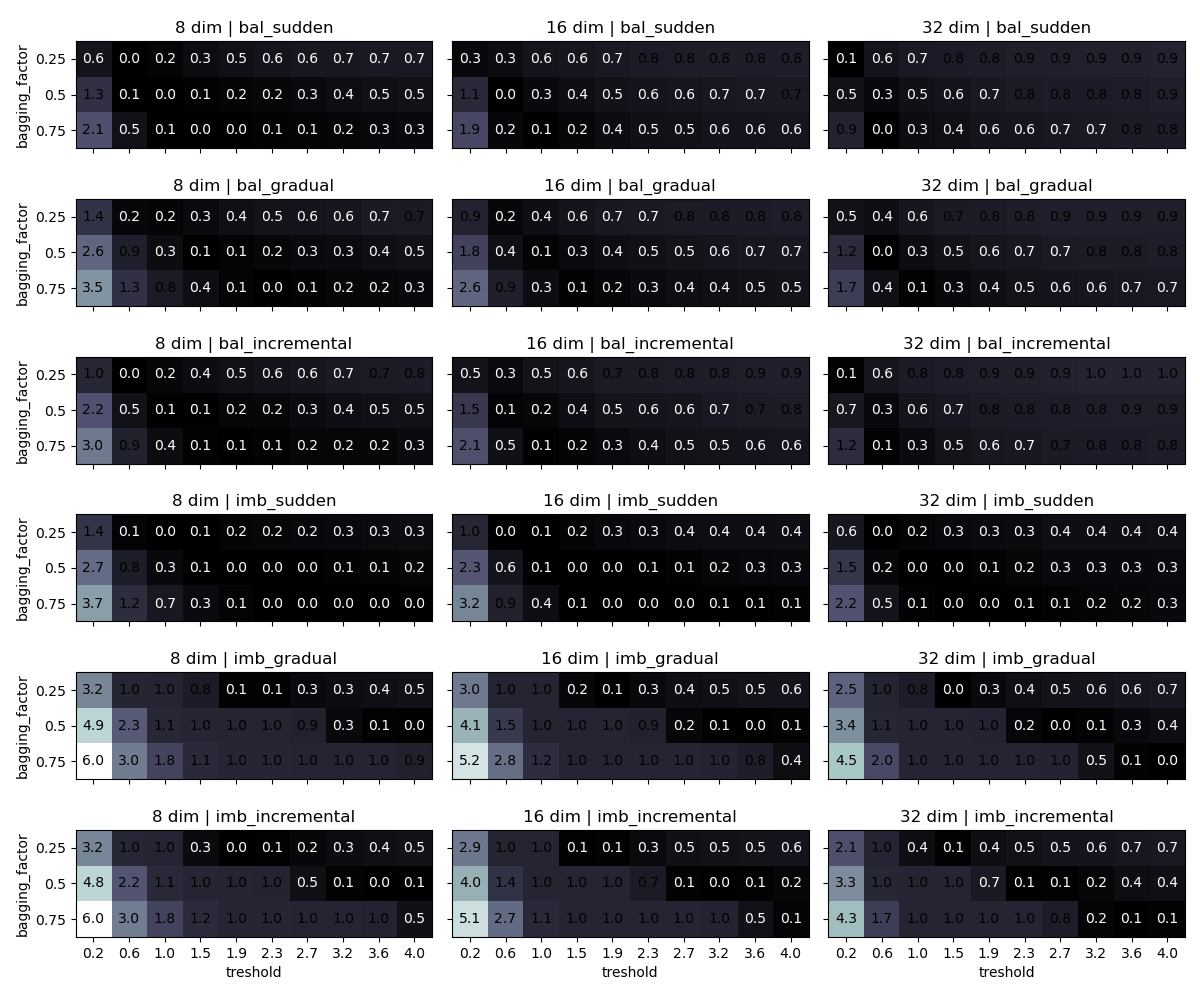 8 dim | bal_sudden 16 dim | bal_sudden 32 dim | bal_sudden
0.25 0.6 0.0 0.2 0.3 0.5 0.6 0.6 0.7 0.7 0.7 0.3 0.3 0.6 0.6 0.7 0.8 0.8 0.8 0.8 0.8 0.1 0.6 0.7 0.8 0.8 0.9 0.9 0.9 0.9 0.9
bagging_factor
0.5 1.3 0.1 0.0 0.1 0.2 0.2 0.3 0.4 0.5 0.5 1.1 0.0 0.3 0.4 0.5 0.6 0.6 0.7 0.7 0.7 0.5 0.3 0.5 0.6 0.7 0.8 0.8 0.8 0.8 0.9
0.75 2.1 0.5 0.1 0.0 0.0 0.1 0.1 0.2 0.3 0.3 1.9 0.2 0.1 0.2 0.4 0.5 0.5 0.6 0.6 0.6 0.9 0.0 0.3 0.4 0.6 0.6 0.7 0.7 0.8 0.8
8 dim | bal_gradual 16 dim | bal_gradual 32 dim | bal_gradual
0.25 1.4 0.2 0.2 0.3 0.4 0.5 0.6 0.6 0.7 0.7 0.9 0.2 0.4 0.6 0.7 0.7 0.8 0.8 0.8 0.8 0.5 0.4 0.6 0.7 0.8 0.8 0.9 0.9 0.9 0.9
bagging_factor
0.5 2.6 0.9 0.3 0.1 0.1 0.2 0.3 0.3 0.4 0.5 1.8 0.4 0.1 0.3 0.4 0.5 0.5 0.6 0.7 0.7 1.2 0.0 0.3 0.5 0.6 0.7 0.7 0.8 0.8 0.8
0.75 3.5 1.3 0.8 0.4 0.1 0.0 0.1 0.2 0.2 0.3 2.6 0.9 0.3 0.1 0.2 0.3 0.4 0.4 0.5 0.5 1.7 0.4 0.1 0.3 0.4 0.5 0.6 0.6 0.7 0.7
8 dim | bal_incremental 16 dim | bal_incremental 32 dim | bal_incremental
0.25 1.0 0.0 0.2 0.4 0.5 0.6 0.6 0.7 0.7 0.8 0.5 0.3 0.5 0.6 0.7 0.8 0.8 0.8 0.9 0.9 0.1 0.6 0.8 0.8 0.9 0.9 0.9 1.0 1.0 1.0
bagging_factor
0.5 2.2 0.5 0.1 0.1 0.2 0.2 0.3 0.4 0.5 0.5 1.5 0.1 0.2 0.4 0.5 0.6 0.6 0.7 0.7 0.8 0.7 0.3 0.6 0.7 0.8 0.8 0.8 0.8 0.9 0.9
0.75 3.0 0.9 0.4 0.1 0.1 0.1 0.2 0.2 0.2 0.3 2.1 0.5 0.1 0.2 0.3 0.4 0.5 0.5 0.6 0.6 1.2 0.1 0.3 0.5 0.6 0.7 0.7 0.8 0.8 0.8
8 dim | imb_sudden 16 dim | imb_sudden 32 dim | imb_sudden
0.25 1.4 0.1 0.0 0.1 0.2 0.2 0.2 0.3 0.3 0.3 1.0 0.0 0.1 0.2 0.3 0.3 0.4 0.4 0.4 0.4 0.6 0.0 0.2 0.3 0.3 0.3 0.4 0.4 0.4 0.4
bagging_factor
0.5 2.7 0.8 0.3 0.1 0.0 0.0 0.0 0.1 0.1 0.2 2.3 0.6 0.1 0.0 0.0 0.1 0.1 0.2 0.3 0.3 1.5 0.2 0.0 0.0 0.1 0.2 0.3 0.3 0.3 0.3
0.75 3.7 1.2 0.7 0.3 0.1 0.0 0.0 0.0 0.0 0.0 3.2 0.9 0.4 0.1 0.0 0.0 0.0 0.1 0.1 0.1 2.2 0.5 0.1 0.0 0.0 0.1 0.1 0.2 0.2 0.3
8 dim | imb_gradual 16 dim | imb_gradual 32 dim | imb_gradual
0.25 3.2 1.0 1.0 0.8 0.1 0.1 0.3 0.3 0.4 0.5 3.0 1.0 1.0 0.2 0.1 0.3 0.4 0.5 0.5 0.6 2.5 1.0 0.8 0.0 0.3 0.4 0.5 0.6 0.6 0.7
bagging_factor
0.5 4.9 2.3 1.1 1.0 1.0 1.0 0.9 0.3 0.1 0.0 4.1 1.5 1.0 1.0 1.0 0.9 0.2 0.1 0.0 0.1 3.4 1.1 1.0 1.0 1.0 0.2 0.0 0.1 0.3 0.4
0.75 6.0 3.0 1.8 1.1 1.0 1.0 1.0 1.0 1.0 0.9 5.2 2.8 1.2 1.0 1.0 1.0 1.0 1.0 0.8 0.4 4.5 2.0 1.0 1.0 1.0 1.0 1.0 0.5 0.1 0.0
8 dim | imb_incremental 16 dim | imb_incremental 32 dim | imb_incremental
0.25 3.2 1.0 1.0 0.3 0.0 0.1 0.2 0.3 0.4 0.5 2.9 1.0 1.0 0.1 0.1 0.3 0.5 0.5 0.5 0.6 2.1 1.0 0.4 0.1 0.4 0.5 0.5 0.6 0.7 0.7
bagging_factor
0.5 4.8 2.2 1.1 1.0 1.0 1.0 0.5 0.1 0.0 0.1 4.0 1.4 1.0 1.0 1.0 0.7 0.1 0.0 0.1 0.2 3.3 1.0 1.0 1.0 0.7 0.1 0.1 0.2 0.4 0.4
0.75 6.0 3.0 1.8 1.2 1.0 1.0 1.0 1.0 1.0 0.5 5.1 2.7 1.1 1.0 1.0 1.0 1.0 1.0 0.5 0.1 4.3 1.7 1.0 1.0 1.0 1.0 0.8 0.2 0.1 0.1
0.2 0.6 1.0 1.5 1.9 2.3 2.7 3.2 3.6 4.0 0.2 0.6 1.0 1.5 1.9 2.3 2.7 3.2 3.6 4.0 0.2 0.6 1.0 1.5 1.9 2.3 2.7 3.2 3.6 4.0
treshold treshold treshold